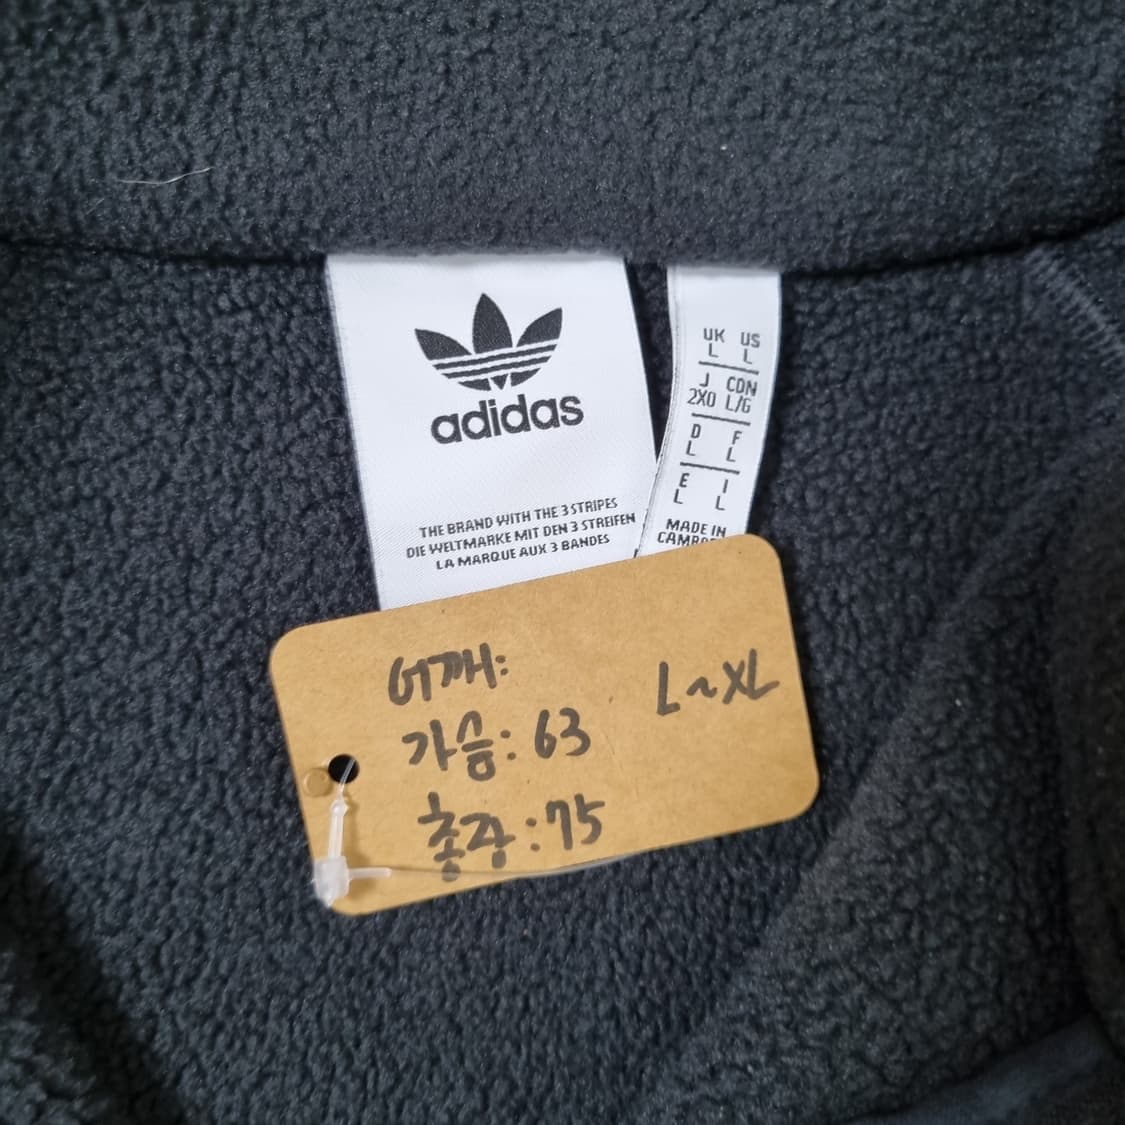 adidas
THE BRAND WITH THE 3 STRIPES
DIE WELTMARKE MIT DEN 3 STREIFEN
LA MARQUE AUX 3 BANDES
UK US
L L
J CDN
2XO L/G
D F
L L
E I
L L
MADE IN
어깨:
L~XL
가슴: 63
총장: 75